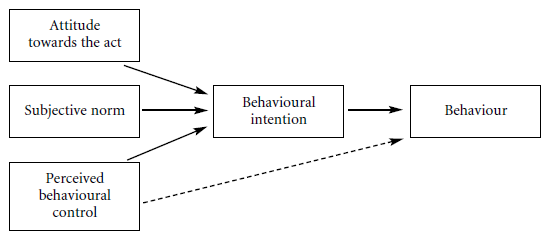 Attitude
towards the act
Subjective norm
Perceived
behavioural
control
Behavioural
intention
Behaviour